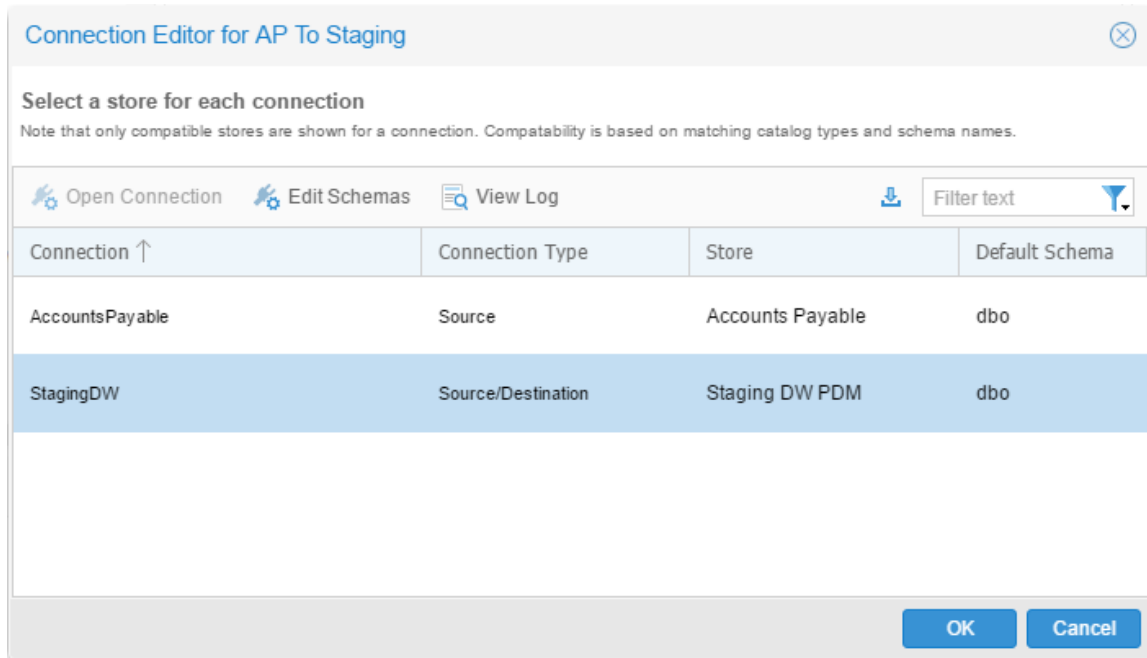 Connection Editor for AP To Staging
Select a store for each connection
Note that only compatible stores are shown for a connection. Compatability is based on matching catalog types and schema names.
Open Connection Edit Schemas View Log Filter text
Connection ↑ Connection Type Store Default Schema
AccountsPayable Source Accounts Payable dbo
StagingDW Source/Destination Staging DW PDM dbo
OK Cancel